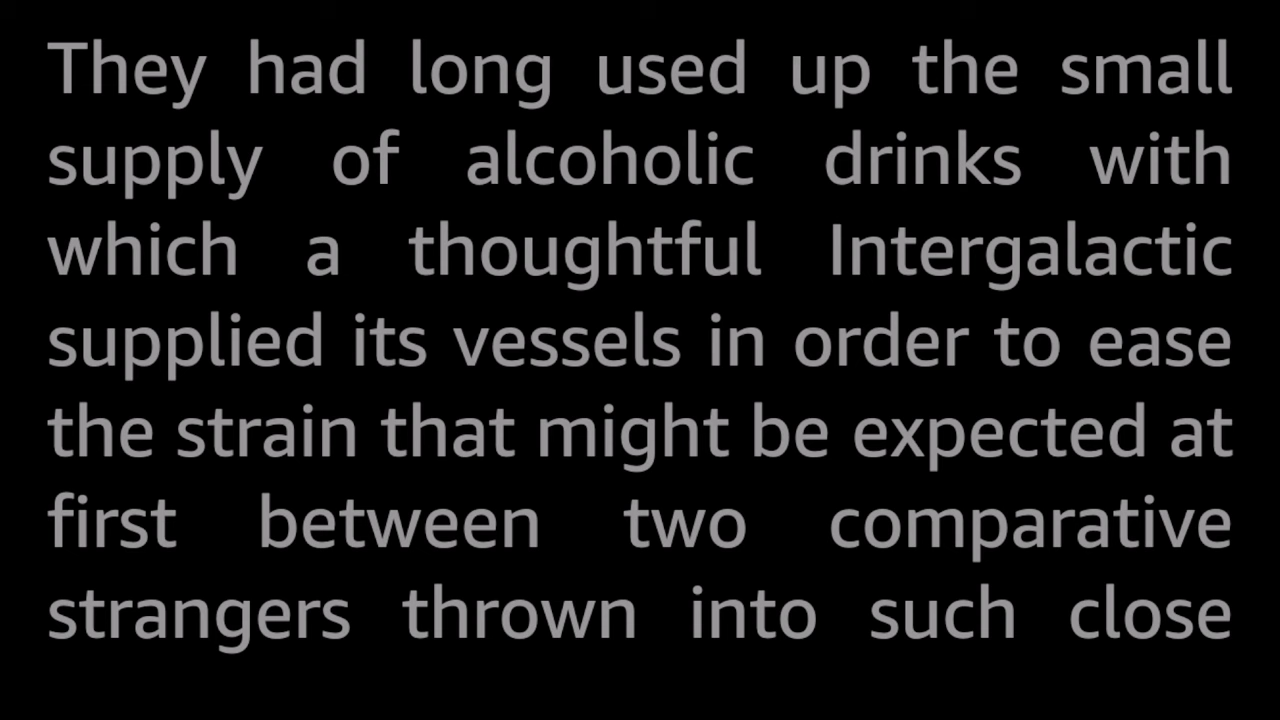 They had long used up the small
supply of alcoholic drinks with
which a thoughtful Intergalactic
supplied its vessels in order to ease
the strain that might be expected at
first between two comparative
strangers thrown into such close